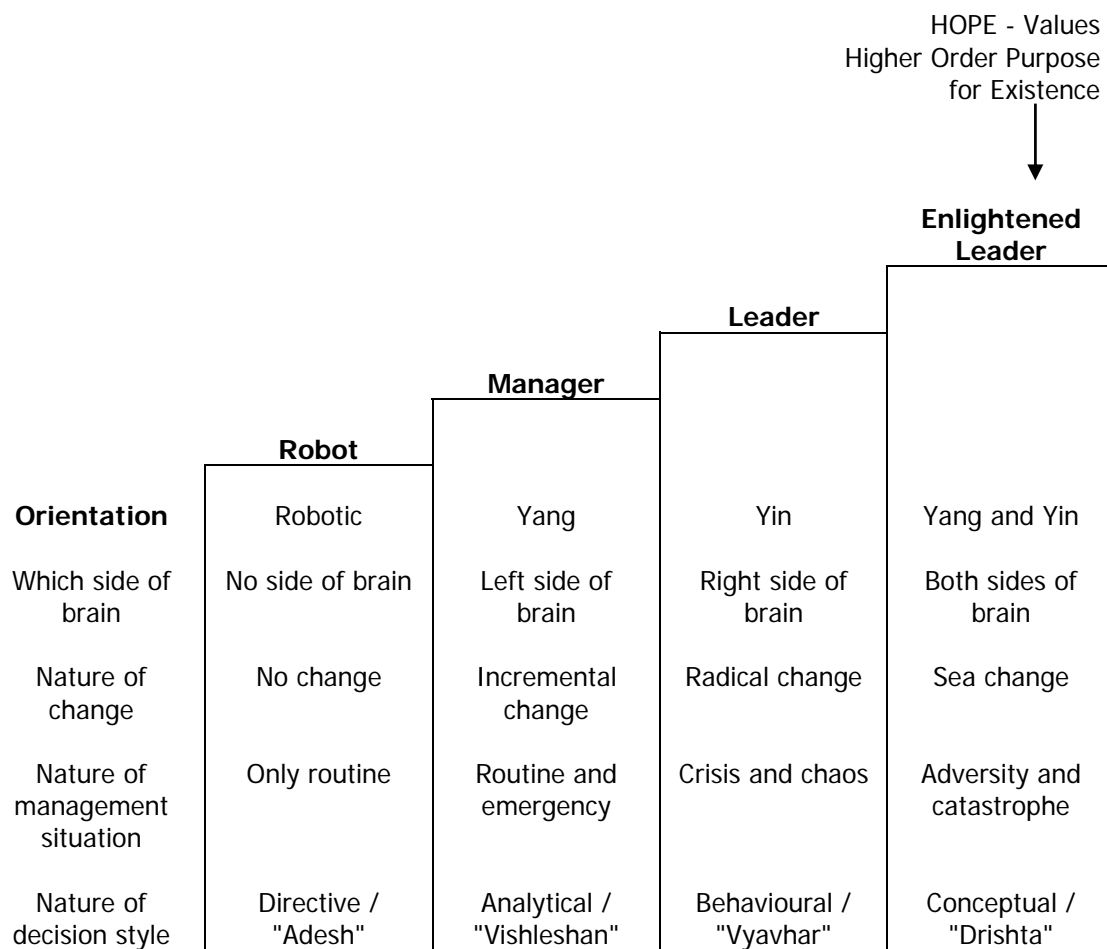 HOPE - Values
Higher Order Purpose
for Existence
Enlightened
Leader
Leader
Manager
Robot
Orientation Robotic Yang Yin Yang and Yin
Which side of No side of brain Left side of Right side of Both sides of
brain brain brain brain
Nature of No change Incremental Radical change Sea change
change change
Nature of Only routine Routine and Crisis and chaos Adversity and
management emergency catastrophe
situation
Nature of Directive / Analytical / Behavioural / Conceptual /
decision style "Adesh" "Vishleshan" "Vyavhar" "Drishta"